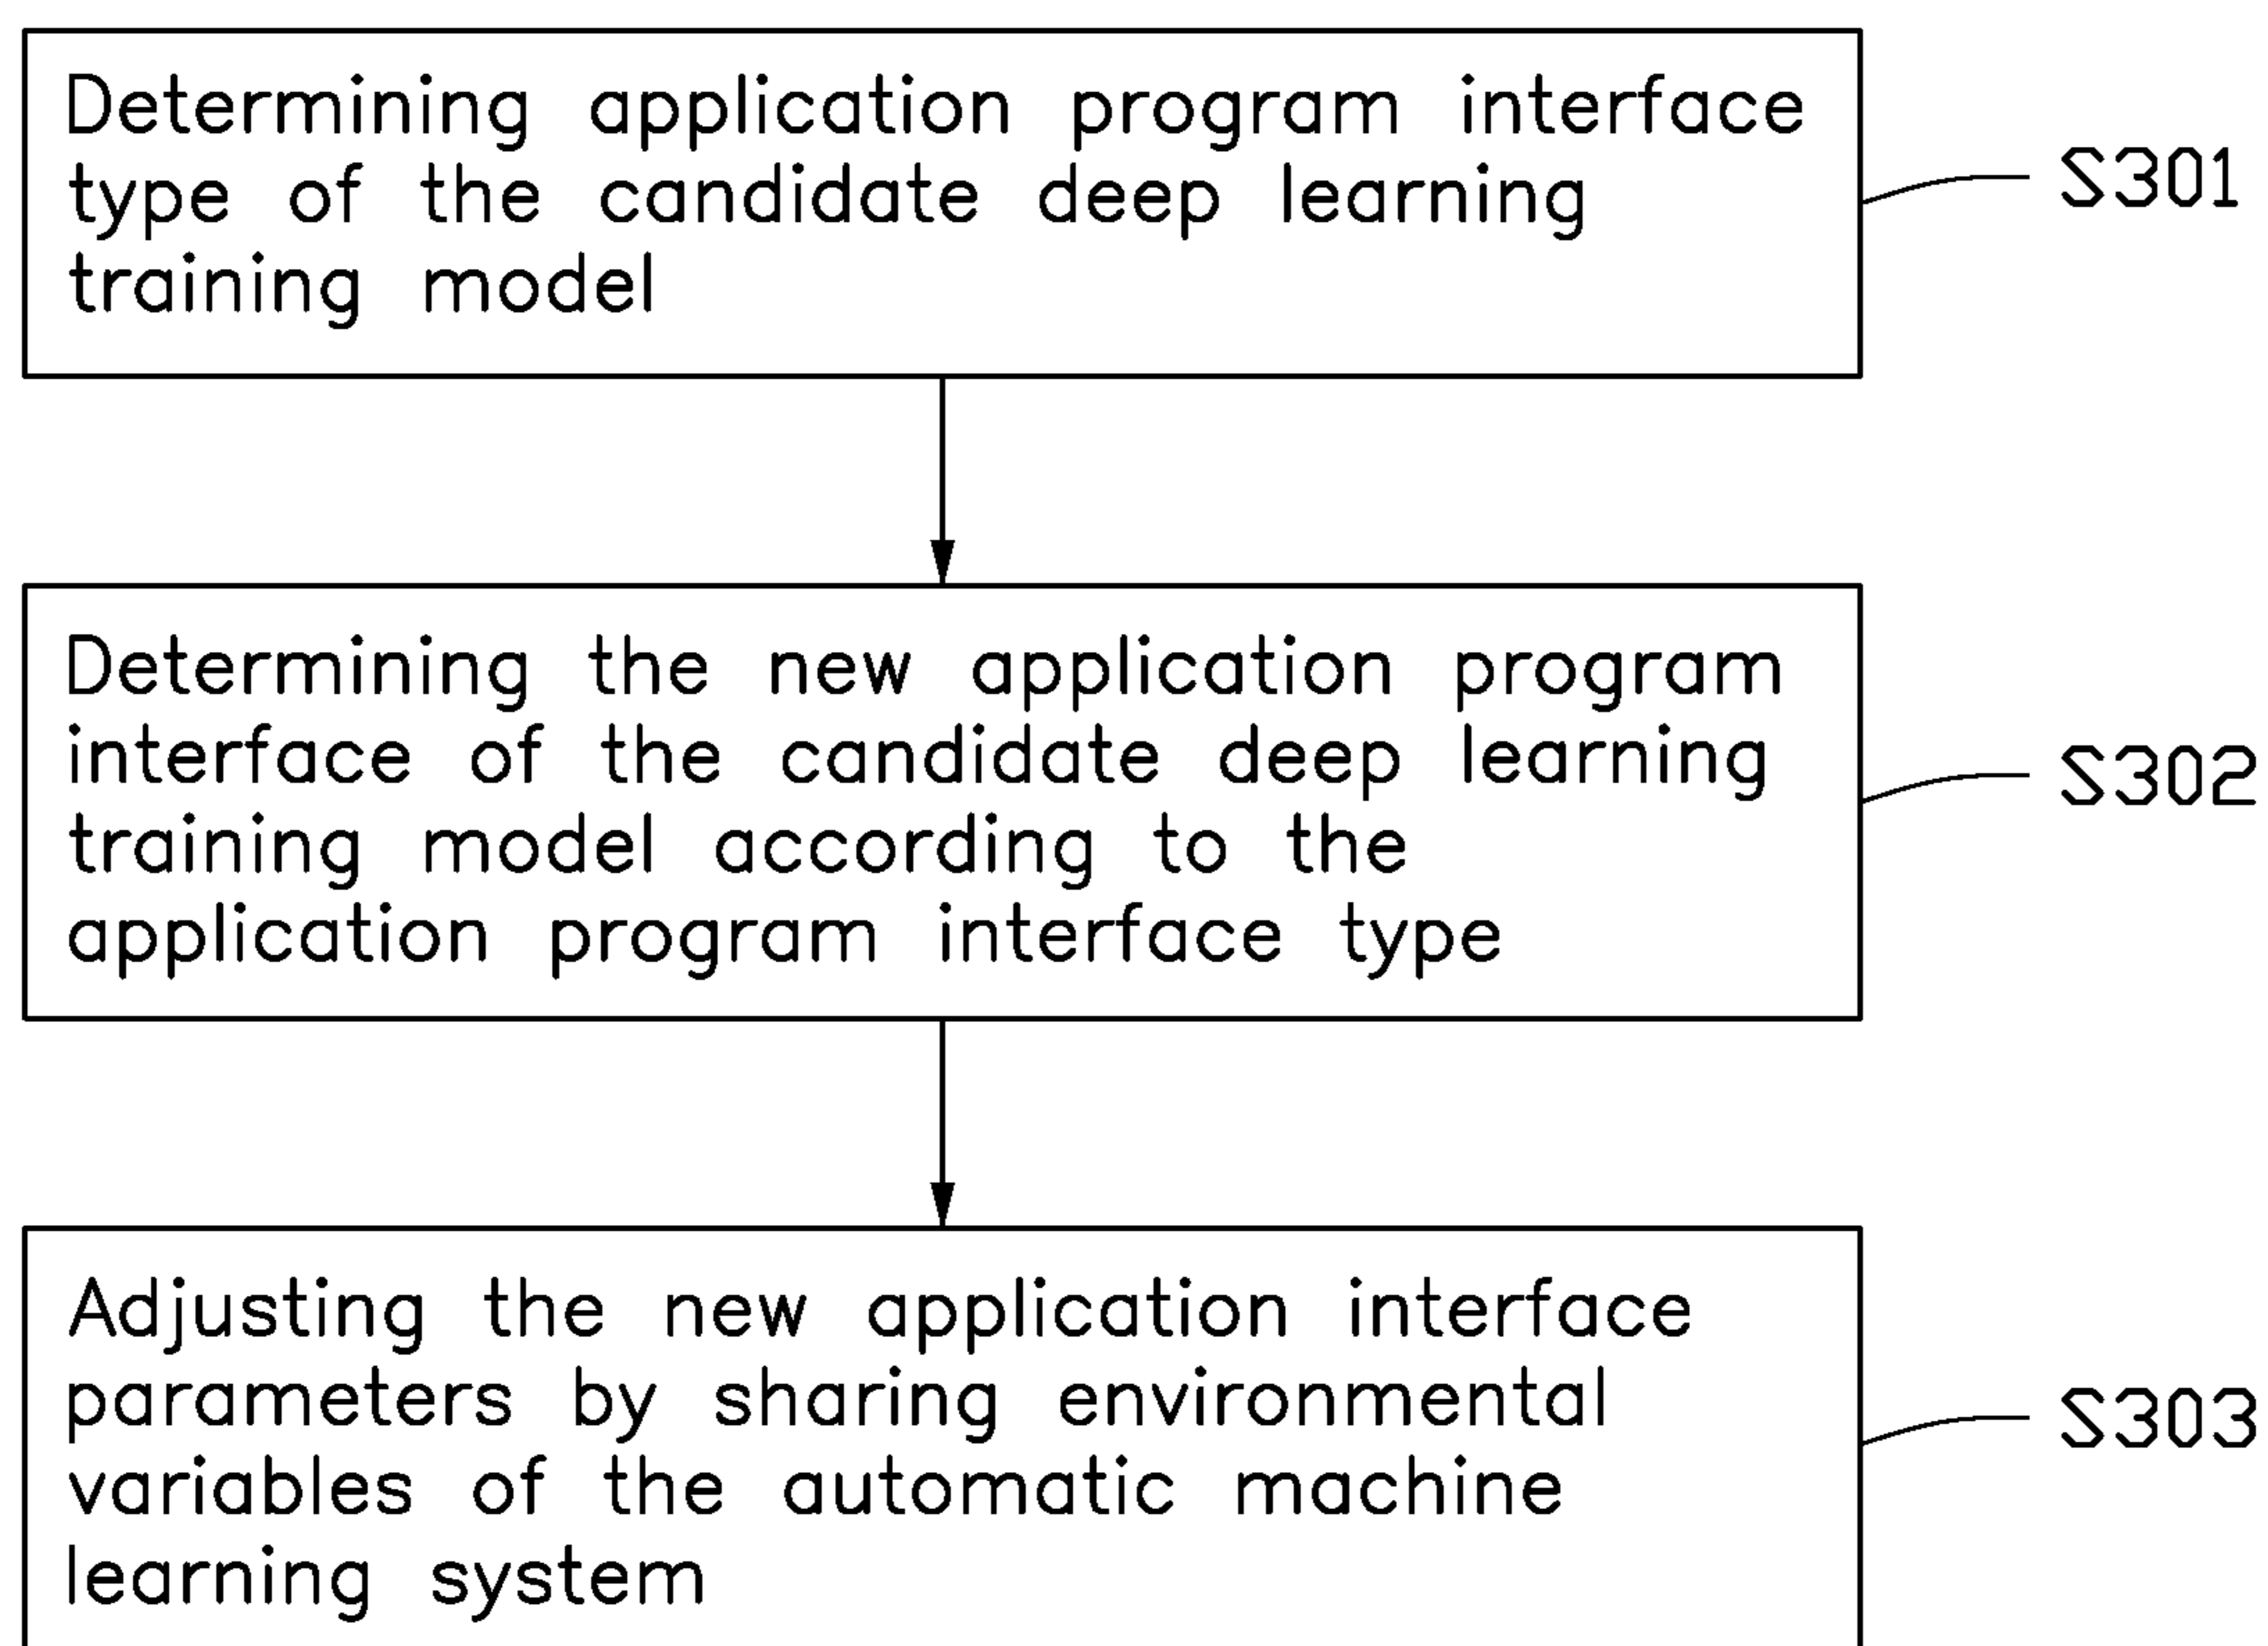 Determining application program interface
type of the candidate deep learning
training model
S301
Determining the new application program
interface of the candidate deep learning
training model according to the
application program interface type
S302
Adjusting the new application interface
parameters by sharing environmental
variables of the automatic machine
learning system
S303